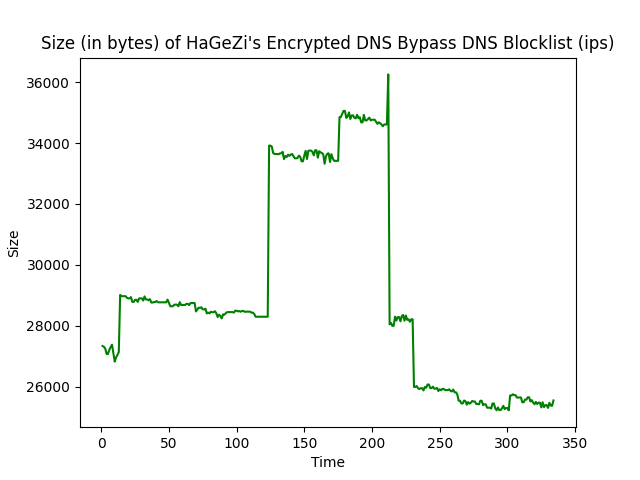 Size (in bytes) of HaGeZi's Encrypted DNS Bypass DNS Blocklist (ips)
36000
34000
32000
30000
28000
26000
Size
0 50 100 150 200 250 300 350
Time